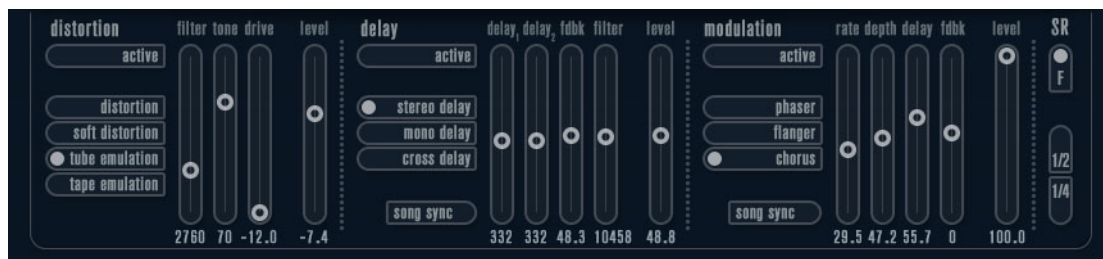 distortion filter tone drive level delay delay1 delay2 fdbk filter level modulation rate depth delay fdbk level SR
active active active F
distortion stereo delay phaser
soft distortion mono delay flanger
tube emulation cross delay chorus 1/2
tape emulation 1/4
song sync song sync
2760 70 -12.0 -7.4 332 332 48.3 10458 48.8 29.5 47.2 55.7 0 100.0